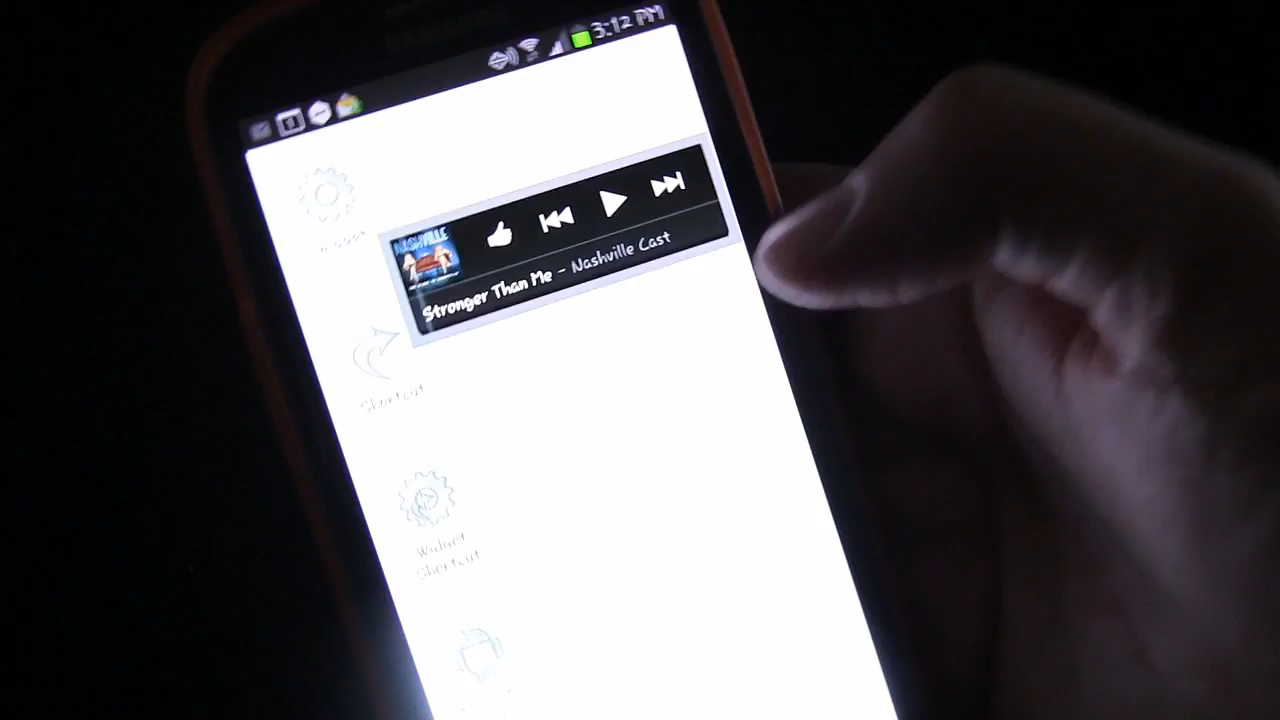 3:12 PM
NASHVILLE
Stronger Than Me - Nashville Cast
Shortcut
Widget
Shortcut